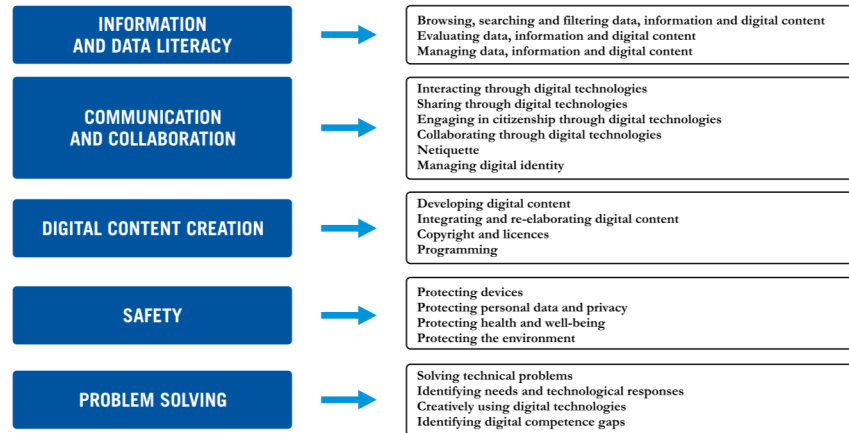 INFORMATION
AND DATA LITERACY
Browsing, searching and filtering data, information and digital content
Evaluating data, information and digital content
Managing data, information and digital content
COMMUNICATION
AND COLLABORATION
Interacting through digital technologies
Sharing through digital technologies
Engaging in citizenship through digital technologies
Collaborating through digital technologies
Netiquette
Managing digital identity
DIGITAL CONTENT CREATION
Developing digital content
Integrating and re-elaborating digital content
Copyright and licences
Programming
SAFETY
Protecting devices
Protecting personal data and privacy
Protecting health and well-being
Protecting the environment
PROBLEM SOLVING
Solving technical problems
Identifying needs and technological responses
Creatively using digital technologies
Identifying digital competence gaps